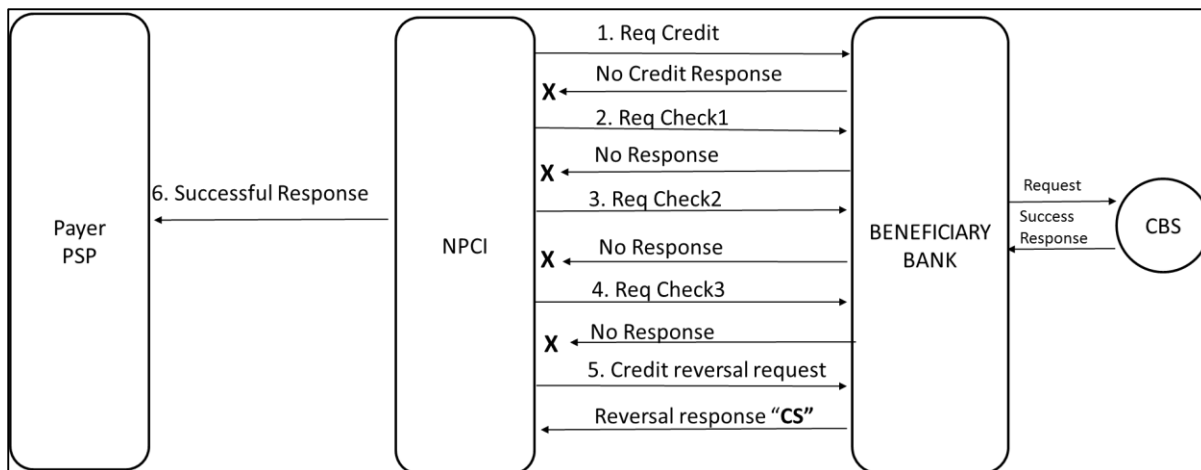 1. Req Credit
No Credit Response
X
2. Req Check1
No Response
X
6. Successful Response
3. Req Check2
No Response
X
4. Req Check3
No Response
X
5. Credit reversal request
Reversal response “CS”
Payer
PSP
NPCI
BENEFICIARY
BANK
Request
Success
Response
CBS